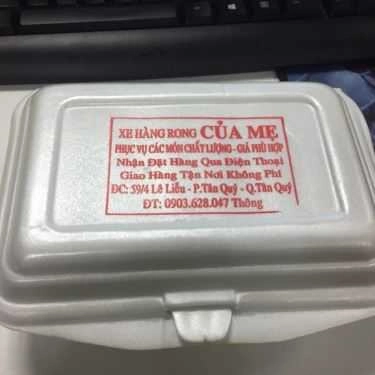 XE HÀNG RONG CỦA MẸ
PHỤC VỤ CÁC MÓN CHẤT LƯỢNG - GIÁ PHÙ HỢP
Nhận Đặt Hàng Qua Điện Thoại
Giao Hàng Tận Nơi Không Phí
ĐC: 59/4 Lê Liễu - P.Tân Quý - Q.Tân Quý
ĐT: 0903.628.047 Thông